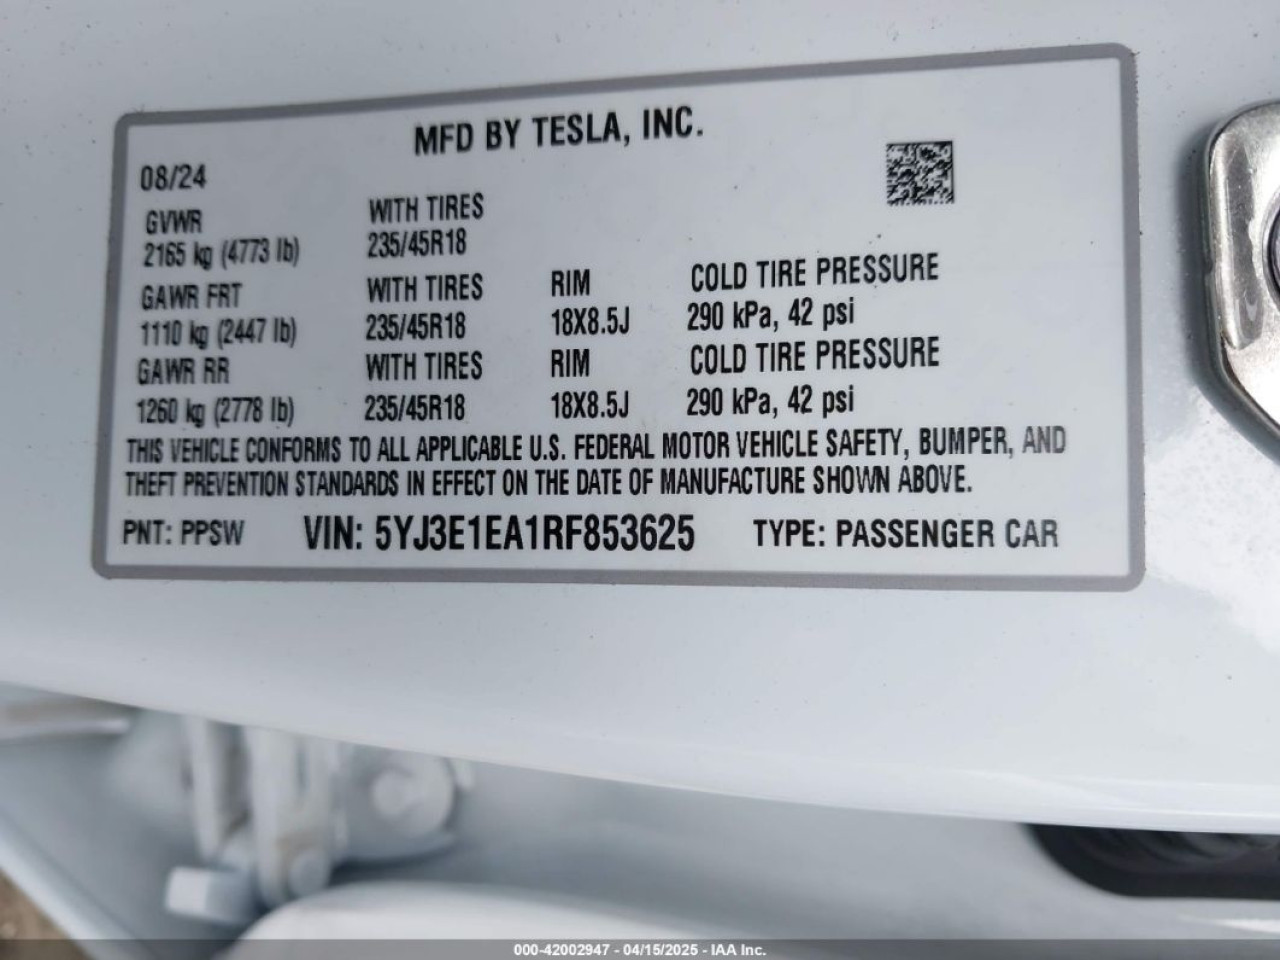 MFD BY TESLA, INC.
08/24
GVWR WITH TIRES
2165 kg (4773 lb) 235/45R18
GAWR FRT WITH TIRES RIM COLD TIRE PRESSURE
1110 kg (2447 lb) 235/45R18 18X8.5J 290 kPa, 42 psi
GAWR RR WITH TIRES RIM COLD TIRE PRESSURE
1260 kg (2778 lb) 235/45R18 18X8.5J 290 kPa, 42 psi
THIS VEHICLE CONFORMS TO ALL APPLICABLE U.S. FEDERAL MOTOR VEHICLE SAFETY, BUMPER, AND
THEFT PREVENTION STANDARDS IN EFFECT ON THE DATE OF MANUFACTURE SHOWN ABOVE.
PNT: PPSW VIN: 5YJ3E1EA1RF853625 TYPE: PASSENGER CAR
000-42002947 - 04/15/2025 - IAA Inc.